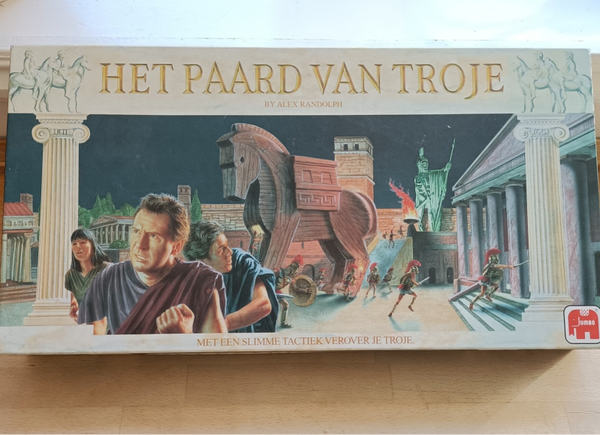 HET PAARD VAN TROJE
BY ALEX RANDOLPH
MET EEN SLIMME TACTIEK VEROVER JE TROJE.
Jumbo